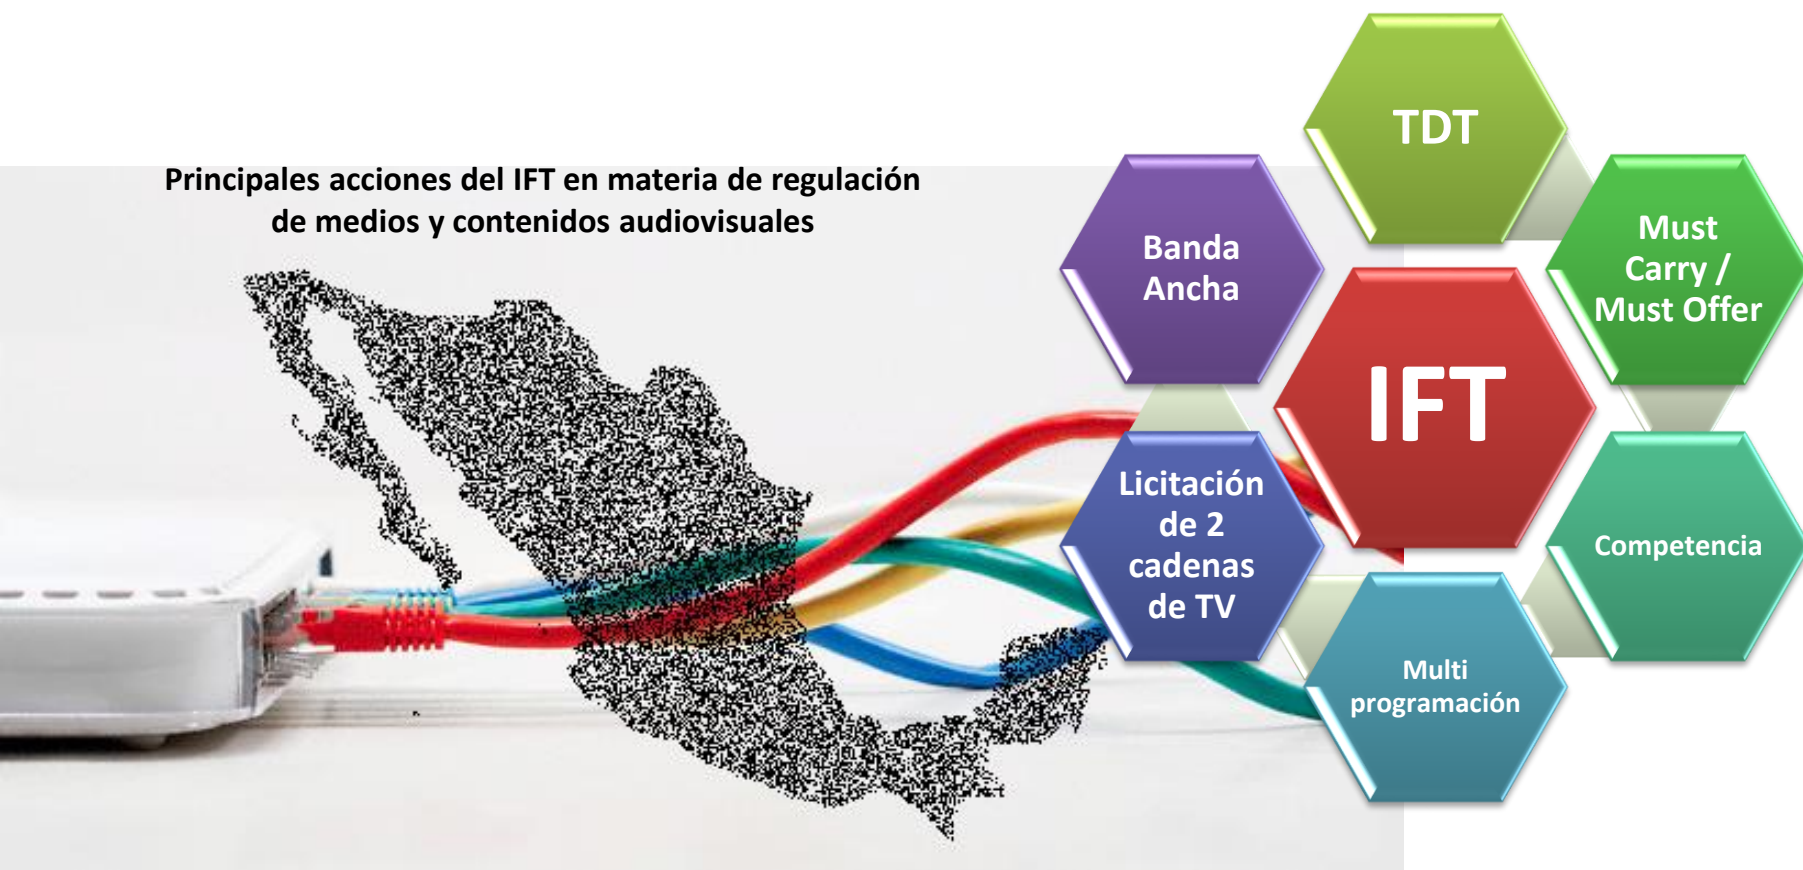 Principales acciones del IFT en materia de regulación
de medios y contenidos audiovisuales
TDT
Must
Carry /
Must Offer
Competencia
Multi
programación
Licitación
de 2
cadenas
de TV
Banda
Ancha
IFT